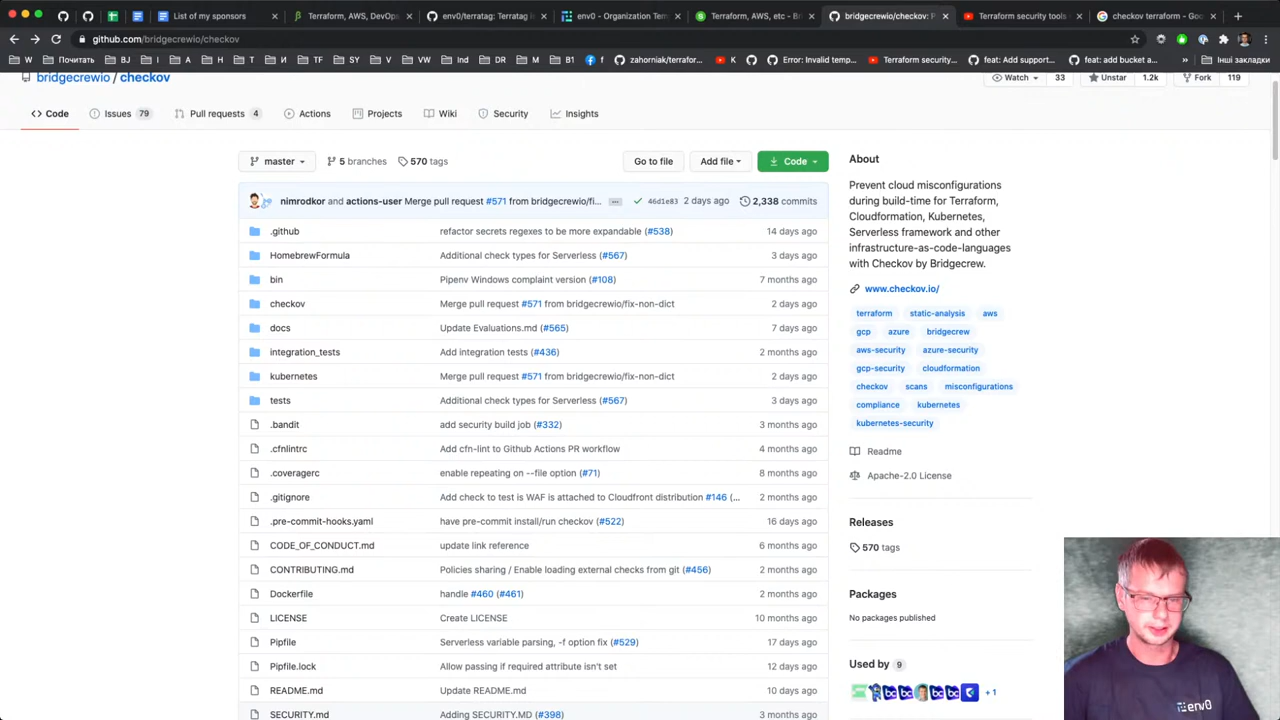 List of my sponsors
Terraform, AWS, DevOps
env0/terratag: Terratag
env0 - Organization Tem
Terraform, AWS, etc - B
bridgecrewio/checkov: P
Terraform security tools
checkov terraform - Goo
github.com/bridgecrewio/checkov
В
И
I
A
H
T
TF
SY
V
VW
Ind
DR
M
B1
f
zahorniak/terrafor...
K
Error: Invalid temp...
Terraform security...
feat: Add support...
feat: add bucket a...
»
Інші закладки
bridgecrewio / checkov
Watch
33
Unstar
1.2k
Fork
119
Code
Issues 79
Pull requests 4
Actions
Projects
Wiki
Security
Insights
master
5 branches
570 tags
Go to file
Add file
Code
nimrodkor and actions-user Merge pull request #571 from bridgecrewio/fi... ... 46d1e83 2 days ago 2,338 commits
.github refactor secrets regexes to be more expandable (#538) 14 days ago
HomebrewFormula Additional check types for Serverless (#567) 3 days ago
bin Pipenv Windows complaint version (#108) 7 months ago
checkov Merge pull request #571 from bridgecrewio/fix-non-dict 2 days ago
docs Update Evaluations.md (#565) 7 days ago
integration_tests Add integration tests (#436) 2 months ago
kubernetes Merge pull request #571 from bridgecrewio/fix-non-dict 2 days ago
tests Additional check types for Serverless (#567) 3 days ago
.bandit add security build job (#332) 3 months ago
.cfnlintrc Add cfn-lint to Github Actions PR workflow 4 months ago
.coveragerc enable repeating on --file option (#71) 8 months ago
.gitignore Add check to test is WAF is attached to Cloudfront distribution #146 (... 2 months ago
.pre-commit-hooks.yaml have pre-commit install/run checkov (#522) 16 days ago
CODE_OF_CONDUCT.md update link reference 6 months ago
CONTRIBUTING.md Policies sharing / Enable loading external checks from git (#456) 2 months ago
Dockerfile handle #460 (#461) 2 months ago
LICENSE Create LICENSE 10 months ago
Pipfile Serverless variable parsing, -f option fix (#529) 17 days ago
Pipfile.lock Allow passing if required attribute isn't set 12 days ago
README.md Update README.md 10 days ago
SECURITY.md Adding SECURITY.MD (#398) 3 months ago
About
Prevent cloud misconfigurations
during build-time for Terraform,
Cloudformation, Kubernetes,
Serverless framework and other
infrastructure-as-code-languages
with Checkov by Bridgecrew.
www.checkov.io/
terraform static-analysis aws
gcp azure bridgecrew
aws-security azure-security
gcp-security cloudformation
checkov scans misconfigurations
compliance kubernetes
kubernetes-security
Readme
Apache-2.0 License
Releases
570 tags
Packages
No packages published
Used by 9
+ 1
env0